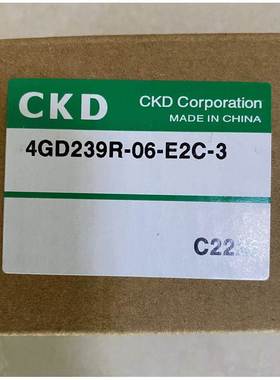 CKD
CKD Corporation
MADE IN CHINA
4GD239R-06-E2C-3
C22